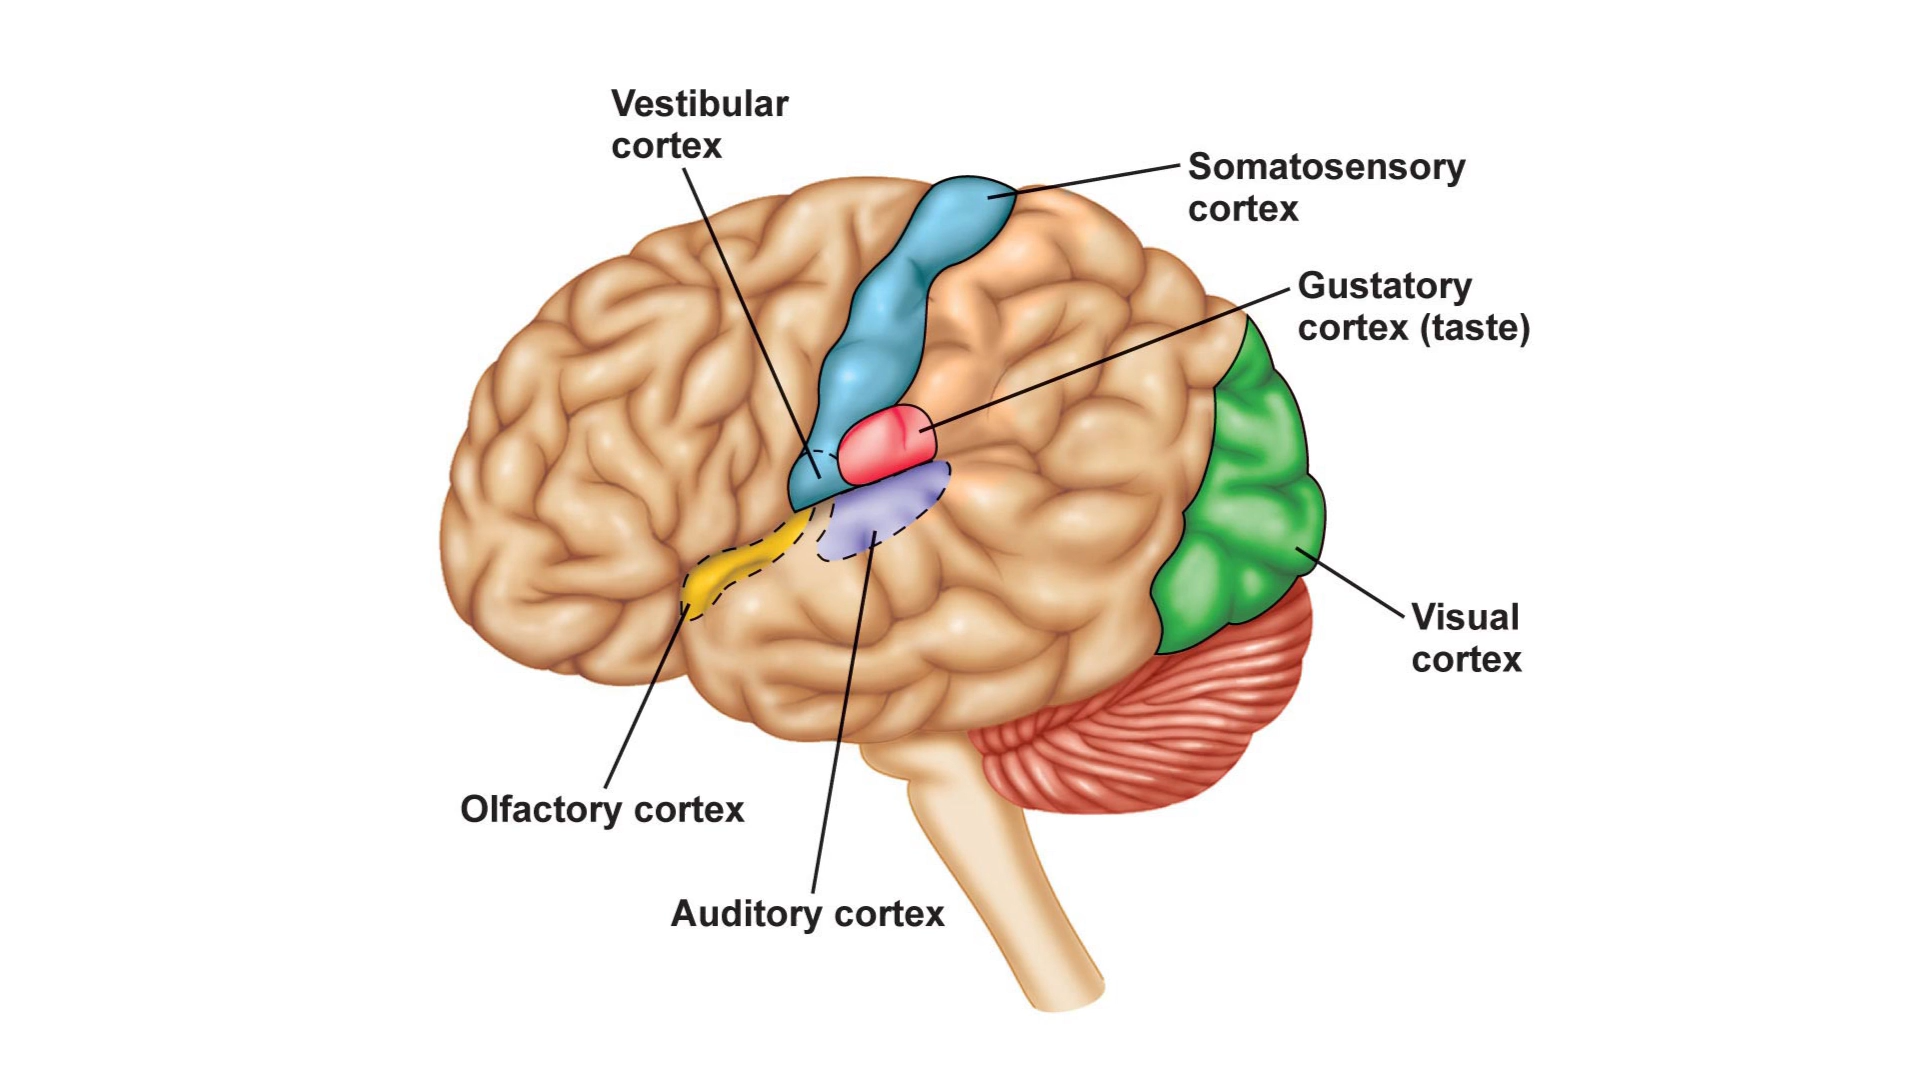 Vestibular
cortex
Somatosensory
cortex
Gustatory
cortex (taste)
Visual
cortex
Olfactory cortex
Auditory cortex